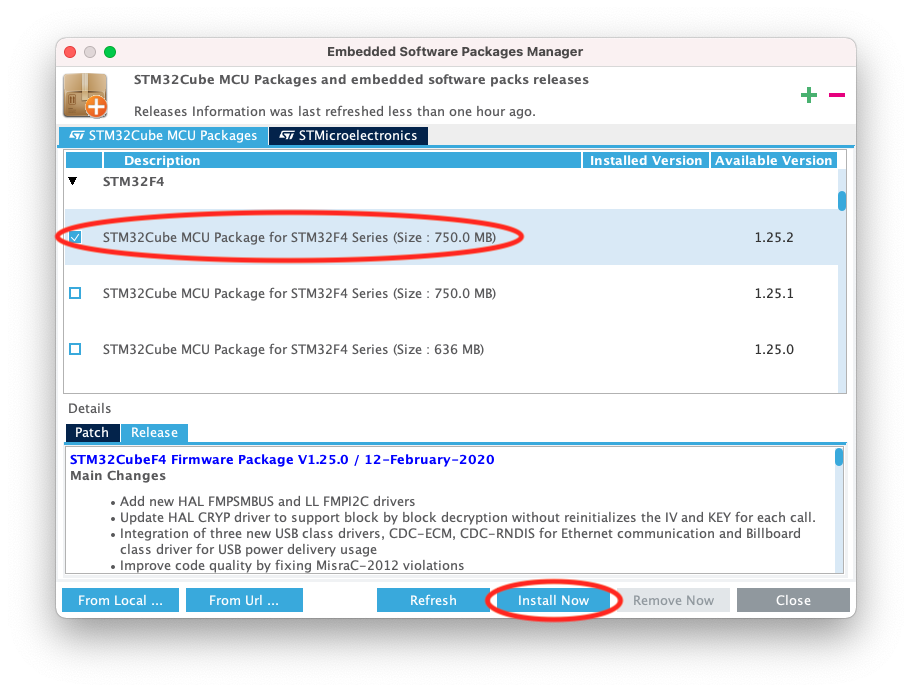 Embedded Software Packages Manager
STM32Cube MCU Packages and embedded software packs releases
Releases Information was last refreshed less than one hour ago.
STM32Cube MCU Packages STMicroelectronics
Description Installed Version Available Version
STM32F4
STM32Cube MCU Package for STM32F4 Series (Size : 750.0 MB) 1.25.2
STM32Cube MCU Package for STM32F4 Series (Size : 750.0 MB) 1.25.1
STM32Cube MCU Package for STM32F4 Series (Size : 636 MB) 1.25.0
Details
Patch Release
STM32CubeF4 Firmware Package V1.25.0 / 12-February-2020
Main Changes
• Add new HAL FMPSMBUS and LL FMPI2C drivers
• Update HAL CRYP driver to support block by block decryption without reinitializes the IV and KEY for each call.
• Integration of three new USB class drivers, CDC-ECM, CDC-RNDIS for Ethernet communication and Billboard
class driver for USB power delivery usage
• Improve code quality by fixing MisraC-2012 violations
From Local ... From Url ... Refresh Install Now Remove Now Close